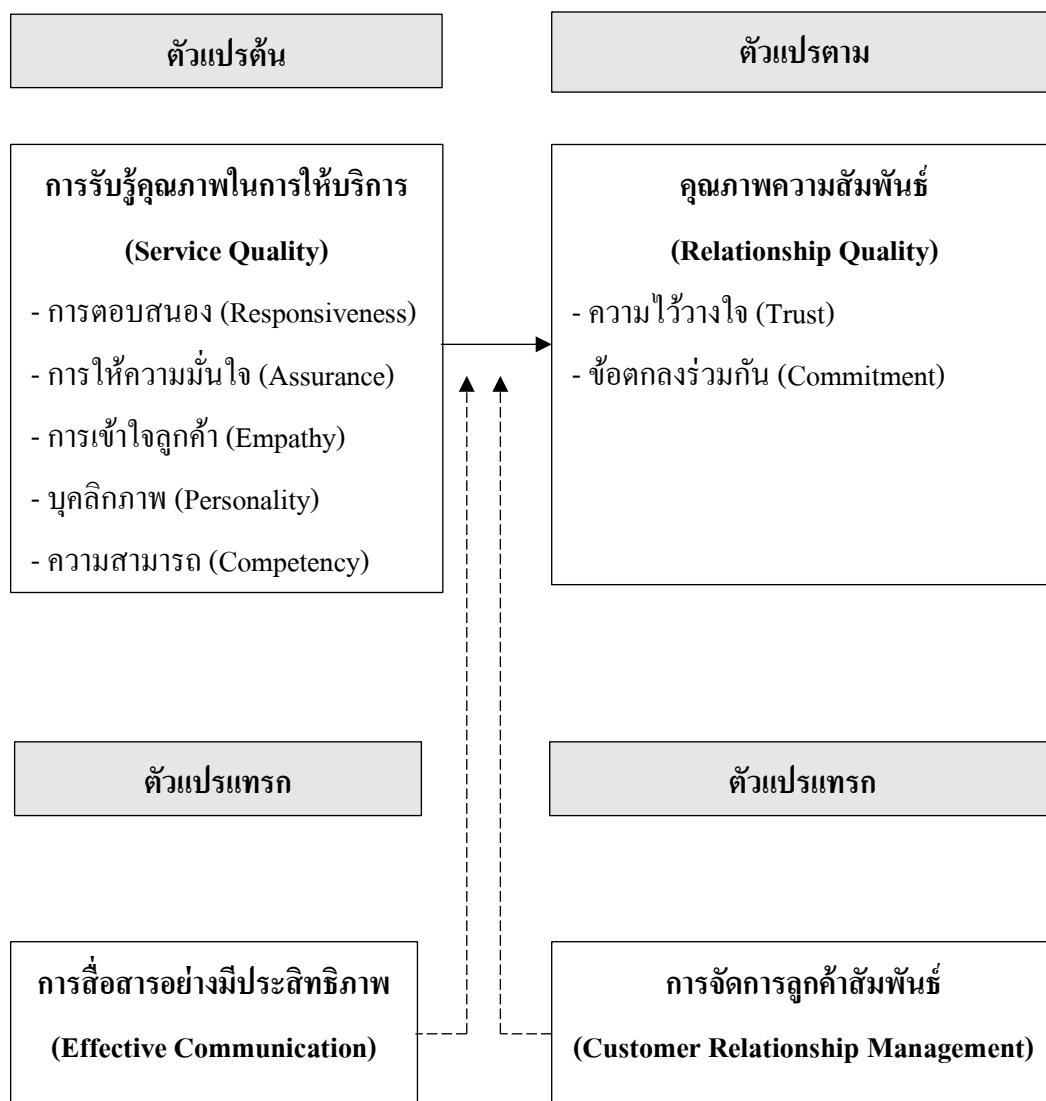 ตัวแปรต้น
ตัวแปรตาม
การรับรู้คุณภาพในการให้บริการ
(Service Quality)
- การตอบสนอง (Responsiveness)
- การให้ความมั่นใจ (Assurance)
- การเข้าใจลูกค้า (Empathy)
- บุคลิกภาพ (Personality)
- ความสามารถ (Competency)
คุณภาพความสัมพันธ์
(Relationship Quality)
- ความไว้วางใจ (Trust)
- ข้อตกลงร่วมกัน (Commitment)
ตัวแปรแทรก
ตัวแปรแทรก
การสื่อสารอย่างมีประสิทธิภาพ
(Effective Communication)
การจัดการลูกค้าสัมพันธ์
(Customer Relationship Management)